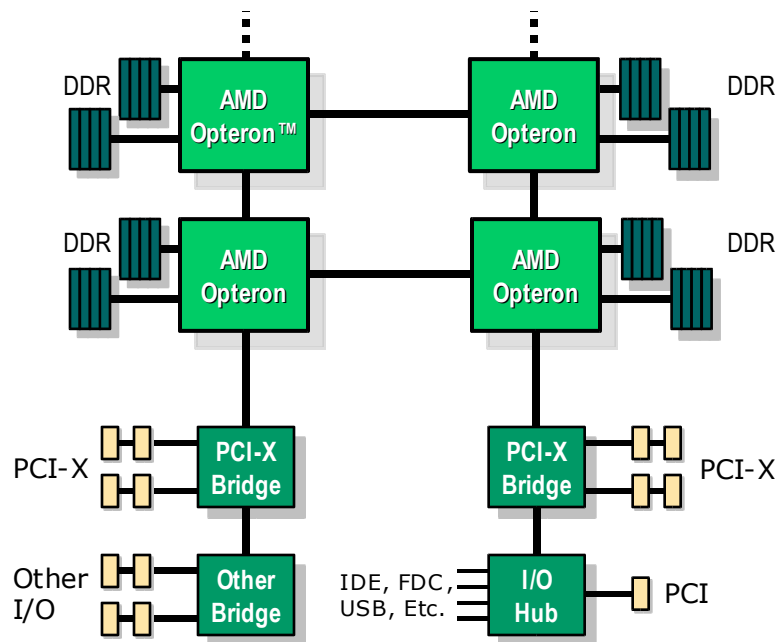 DDR
AMD
Opteron™
AMD
Opteron
DDR
DDR
AMD
Opteron
AMD
Opteron
DDR
PCI-X
PCI-X
Bridge
PCI-X
Bridge
PCI-X
Other
I/O
Other
Bridge
IDE, FDC,
USB, Etc.
I/O
Hub
PCI